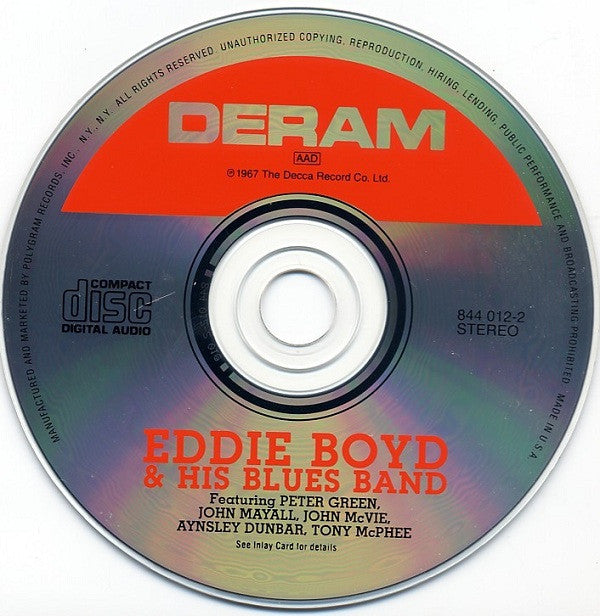 MANUFACTURED AND MARKETED BY POLYGRAM RECORDS, INC., N.Y., N.Y. ALL RIGHTS RESERVED. UNAUTHORIZED COPYING, REPRODUCTION, HIRING, LENDING, PUBLIC PERFORMANCE AND BROADCASTING PROHIBITED. MADE IN U.S.A.
DERAM
AAD
℗ 1967 The Decca Record Co. Ltd.
COMPACT
disc
DIGITAL AUDIO
844 012-2
STEREO
EDDIE BOYD
& HIS BLUES BAND
Featuring PETER GREEN,
JOHN MAYALL, JOHN McVIE,
AYNSLEY DUNBAR, TONY McPHEE
See Inlay Card for details